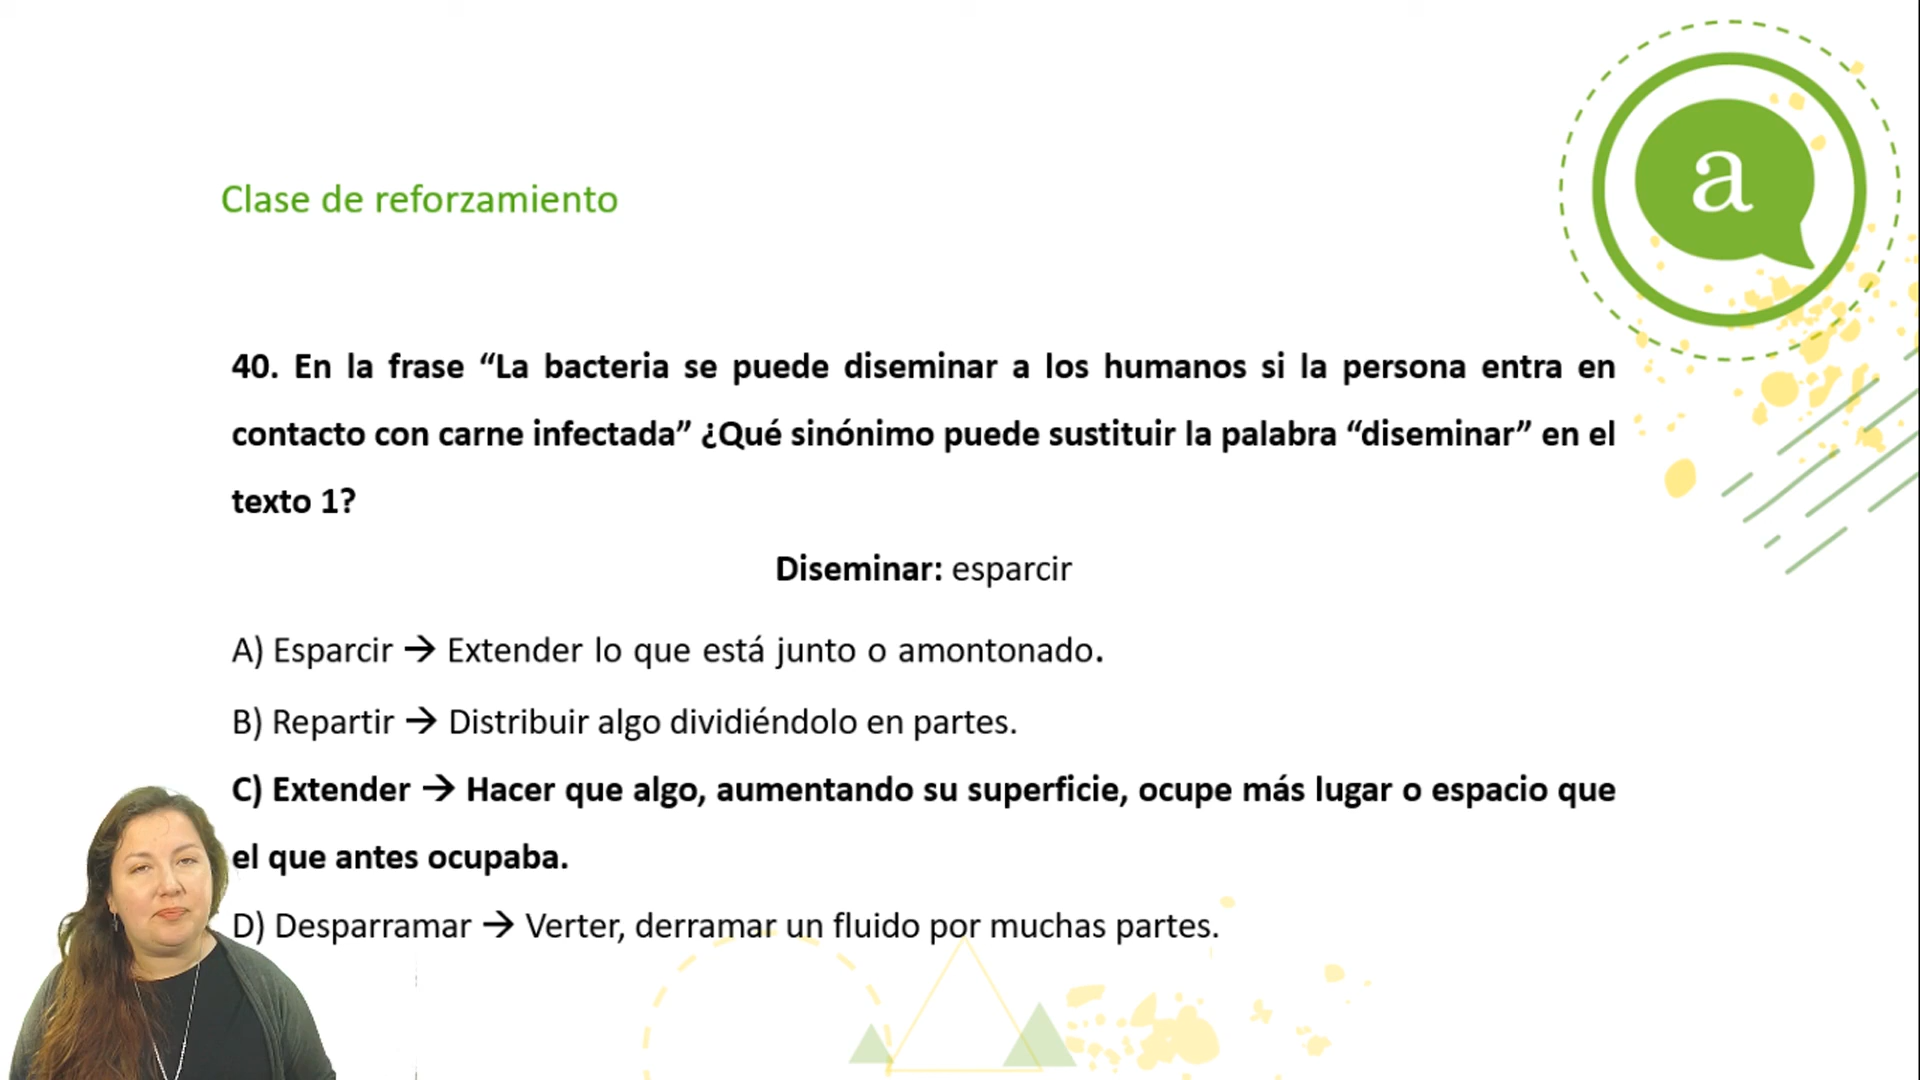 a
Clase de reforzamiento
40. En la frase “La bacteria se puede diseminar a los humanos si la persona entra en
contacto con carne infectada” ¿Qué sinónimo puede sustituir la palabra “diseminar” en el
texto 1?
Diseminar: esparcir
A) Esparcir → Extender lo que está junto o amontonado.
B) Repartir → Distribuir algo dividiéndolo en partes.
C) Extender → Hacer que algo, aumentando su superficie, ocupe más lugar o espacio que
el que antes ocupaba.
D) Desparramar → Verter, derramar un fluido por muchas partes.